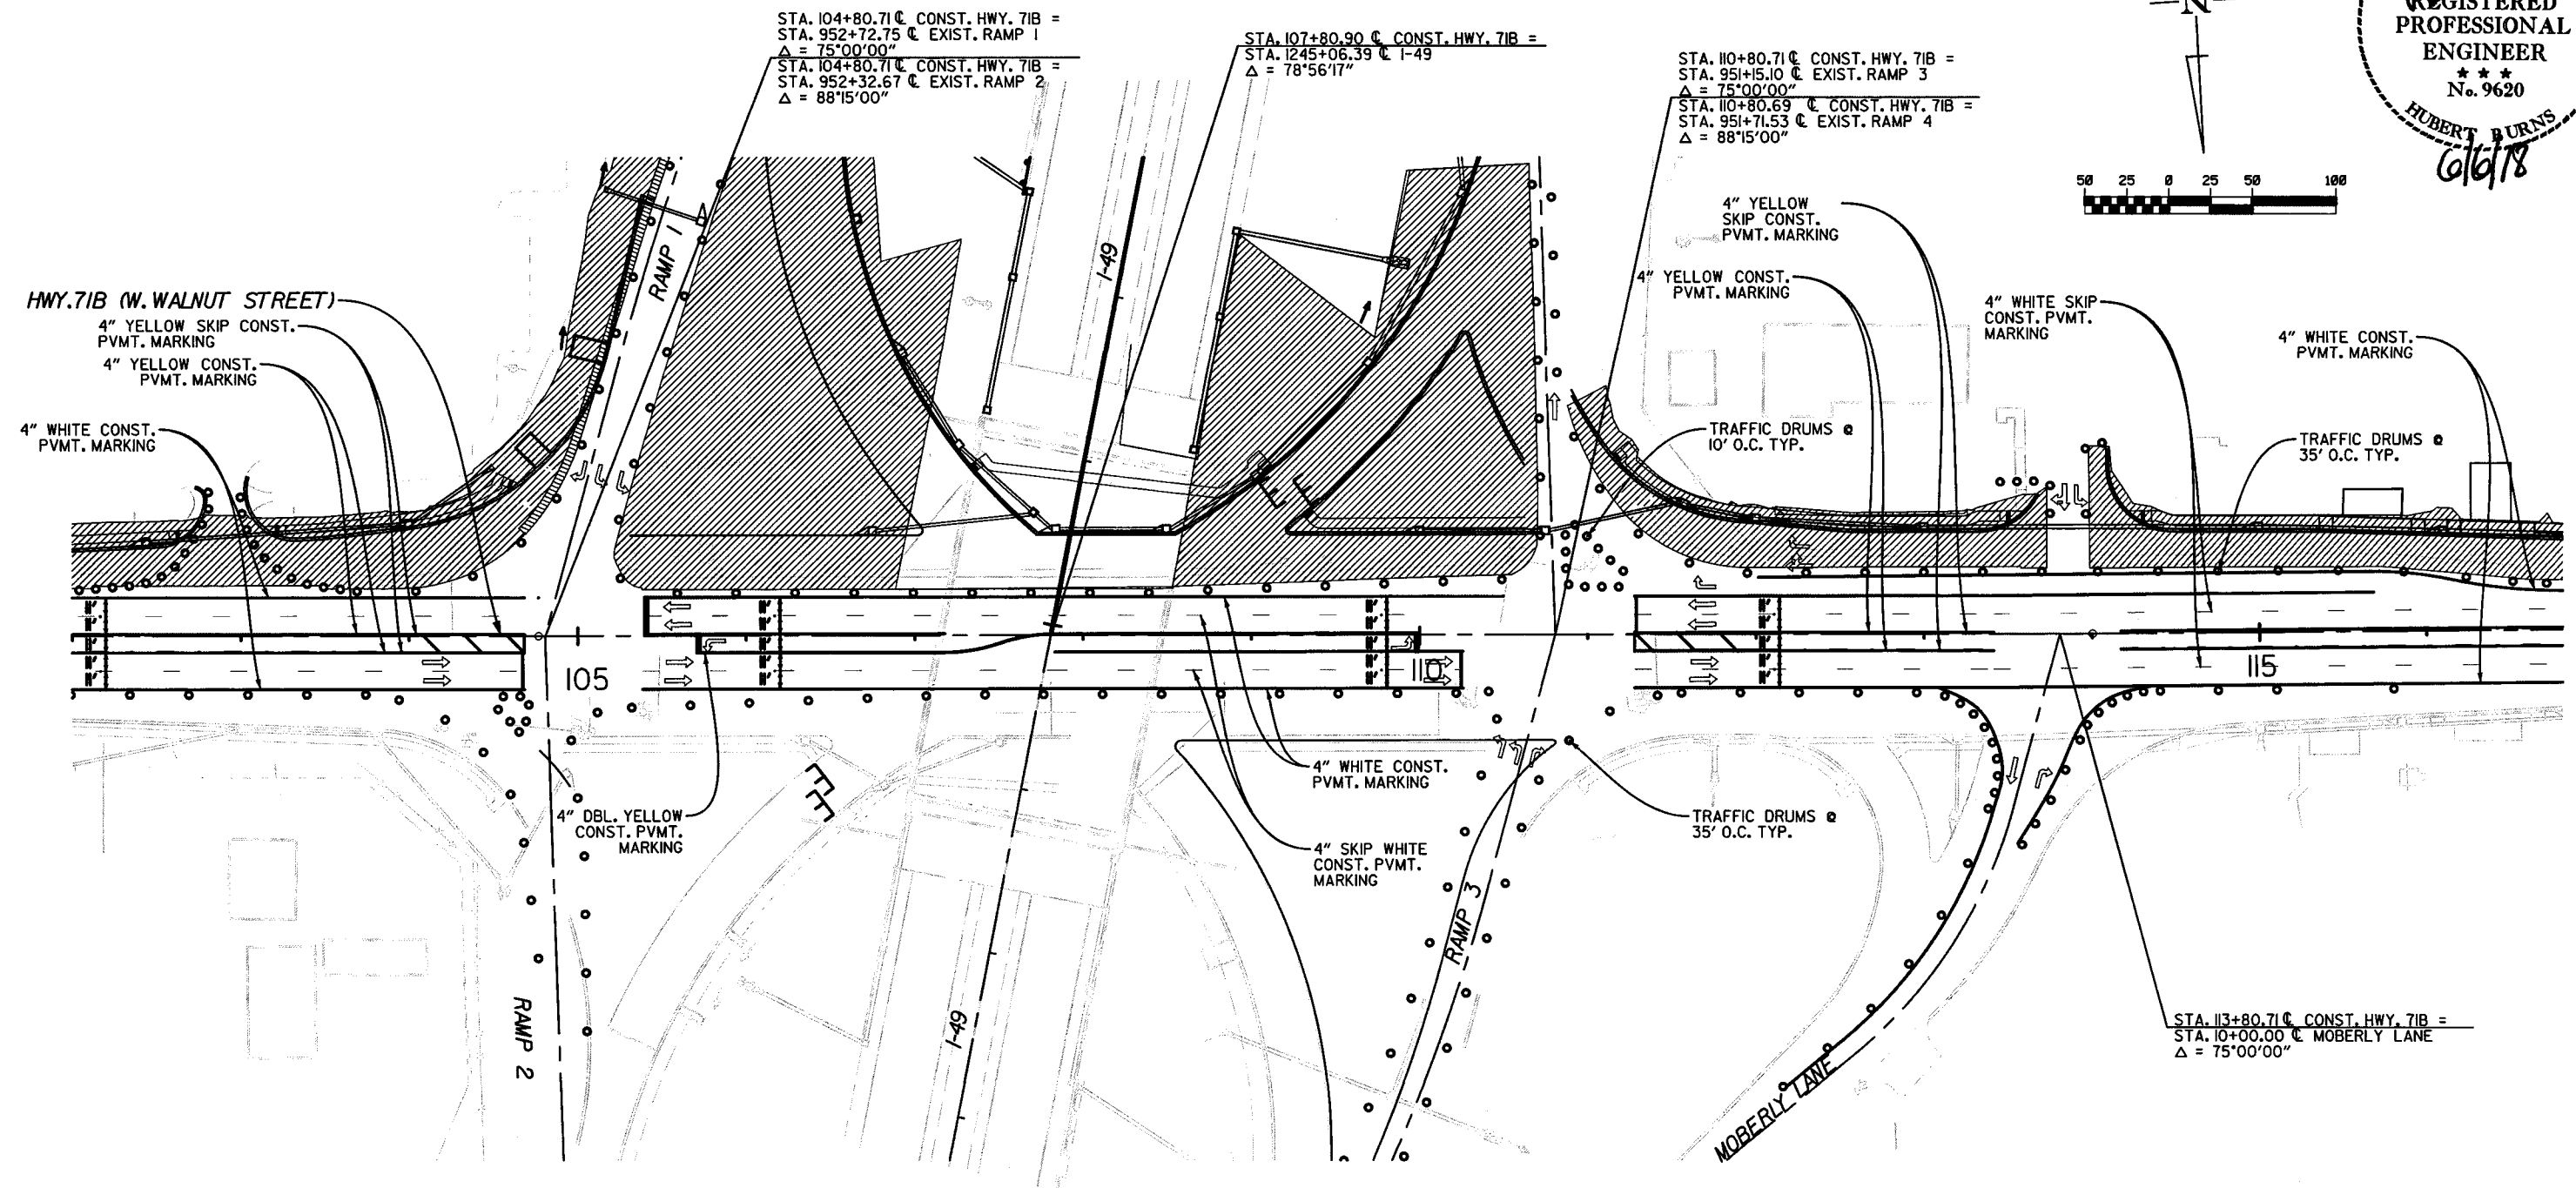 STA. 104+80.71 ℄ CONST. HWY. 71B =
STA. 952+72.75 ℄ EXIST. RAMP 1
Δ = 75°00'00"
STA. 104+80.71 ℄ CONST. HWY. 71B =
STA. 952+32.67 ℄ EXIST. RAMP 2
Δ = 88°15'00"
STA. 107+80.90 ℄ CONST. HWY. 71B =
STA. 1245+06.39 ℄ I-49
Δ = 78°56'17"
STA. 110+80.71 ℄ CONST. HWY. 71B =
STA. 951+15.10 ℄ EXIST. RAMP 3
Δ = 75°00'00"
STA. 110+80.69 ℄ CONST. HWY. 71B =
STA. 951+71.53 ℄ EXIST. RAMP 4
Δ = 88°15'00"
N
REGISTERED
PROFESSIONAL
ENGINEER
★ ★ ★
No. 9620
HUBERT BURNS
6/6/18
50 25 0 25 50 100
HWY. 71B (W. WALNUT STREET)
4" YELLOW SKIP CONST.
PVMT. MARKING
4" YELLOW CONST.
PVMT. MARKING
4" WHITE CONST.
PVMT. MARKING
RAMP 1
I-49
4" YELLOW
SKIP CONST.
PVMT. MARKING
4" YELLOW CONST.
PVMT. MARKING
4" WHITE SKIP
CONST. PVMT.
MARKING
4" WHITE CONST.
PVMT. MARKING
TRAFFIC DRUMS @
10' O.C. TYP.
TRAFFIC DRUMS @
35' O.C. TYP.
105
110
115
4" DBL. YELLOW
CONST. PVMT.
MARKING
4" WHITE CONST.
PVMT. MARKING
4" SKIP WHITE
CONST. PVMT.
MARKING
TRAFFIC DRUMS @
35' O.C. TYP.
RAMP 2
I-49
RAMP 3
MOBERLY LANE
STA. 113+80.71 ℄ CONST. HWY. 71B =
STA. 10+00.00 ℄ MOBERLY LANE
Δ = 75°00'00"